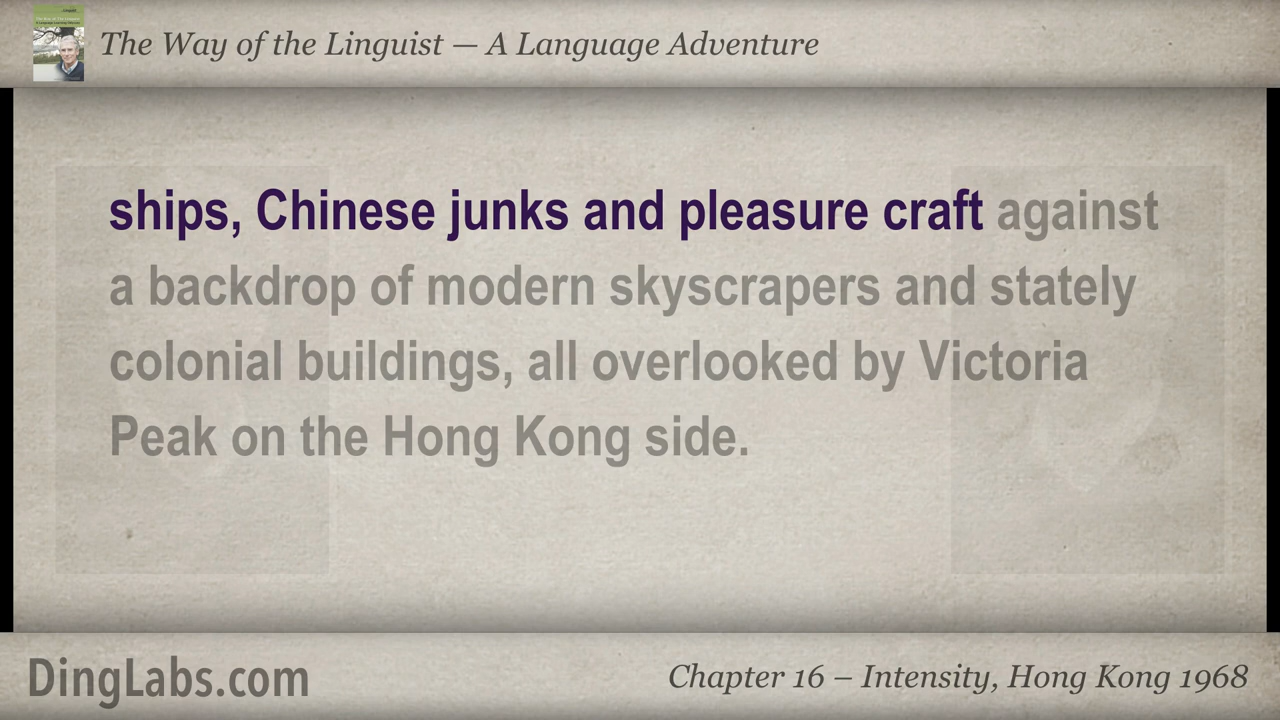 The Way of the Linguist — A Language Adventure
ships, Chinese junks and pleasure craft against
a backdrop of modern skyscrapers and stately
colonial buildings, all overlooked by Victoria
Peak on the Hong Kong side.
DingLabs.com
Chapter 16 – Intensity, Hong Kong 1968